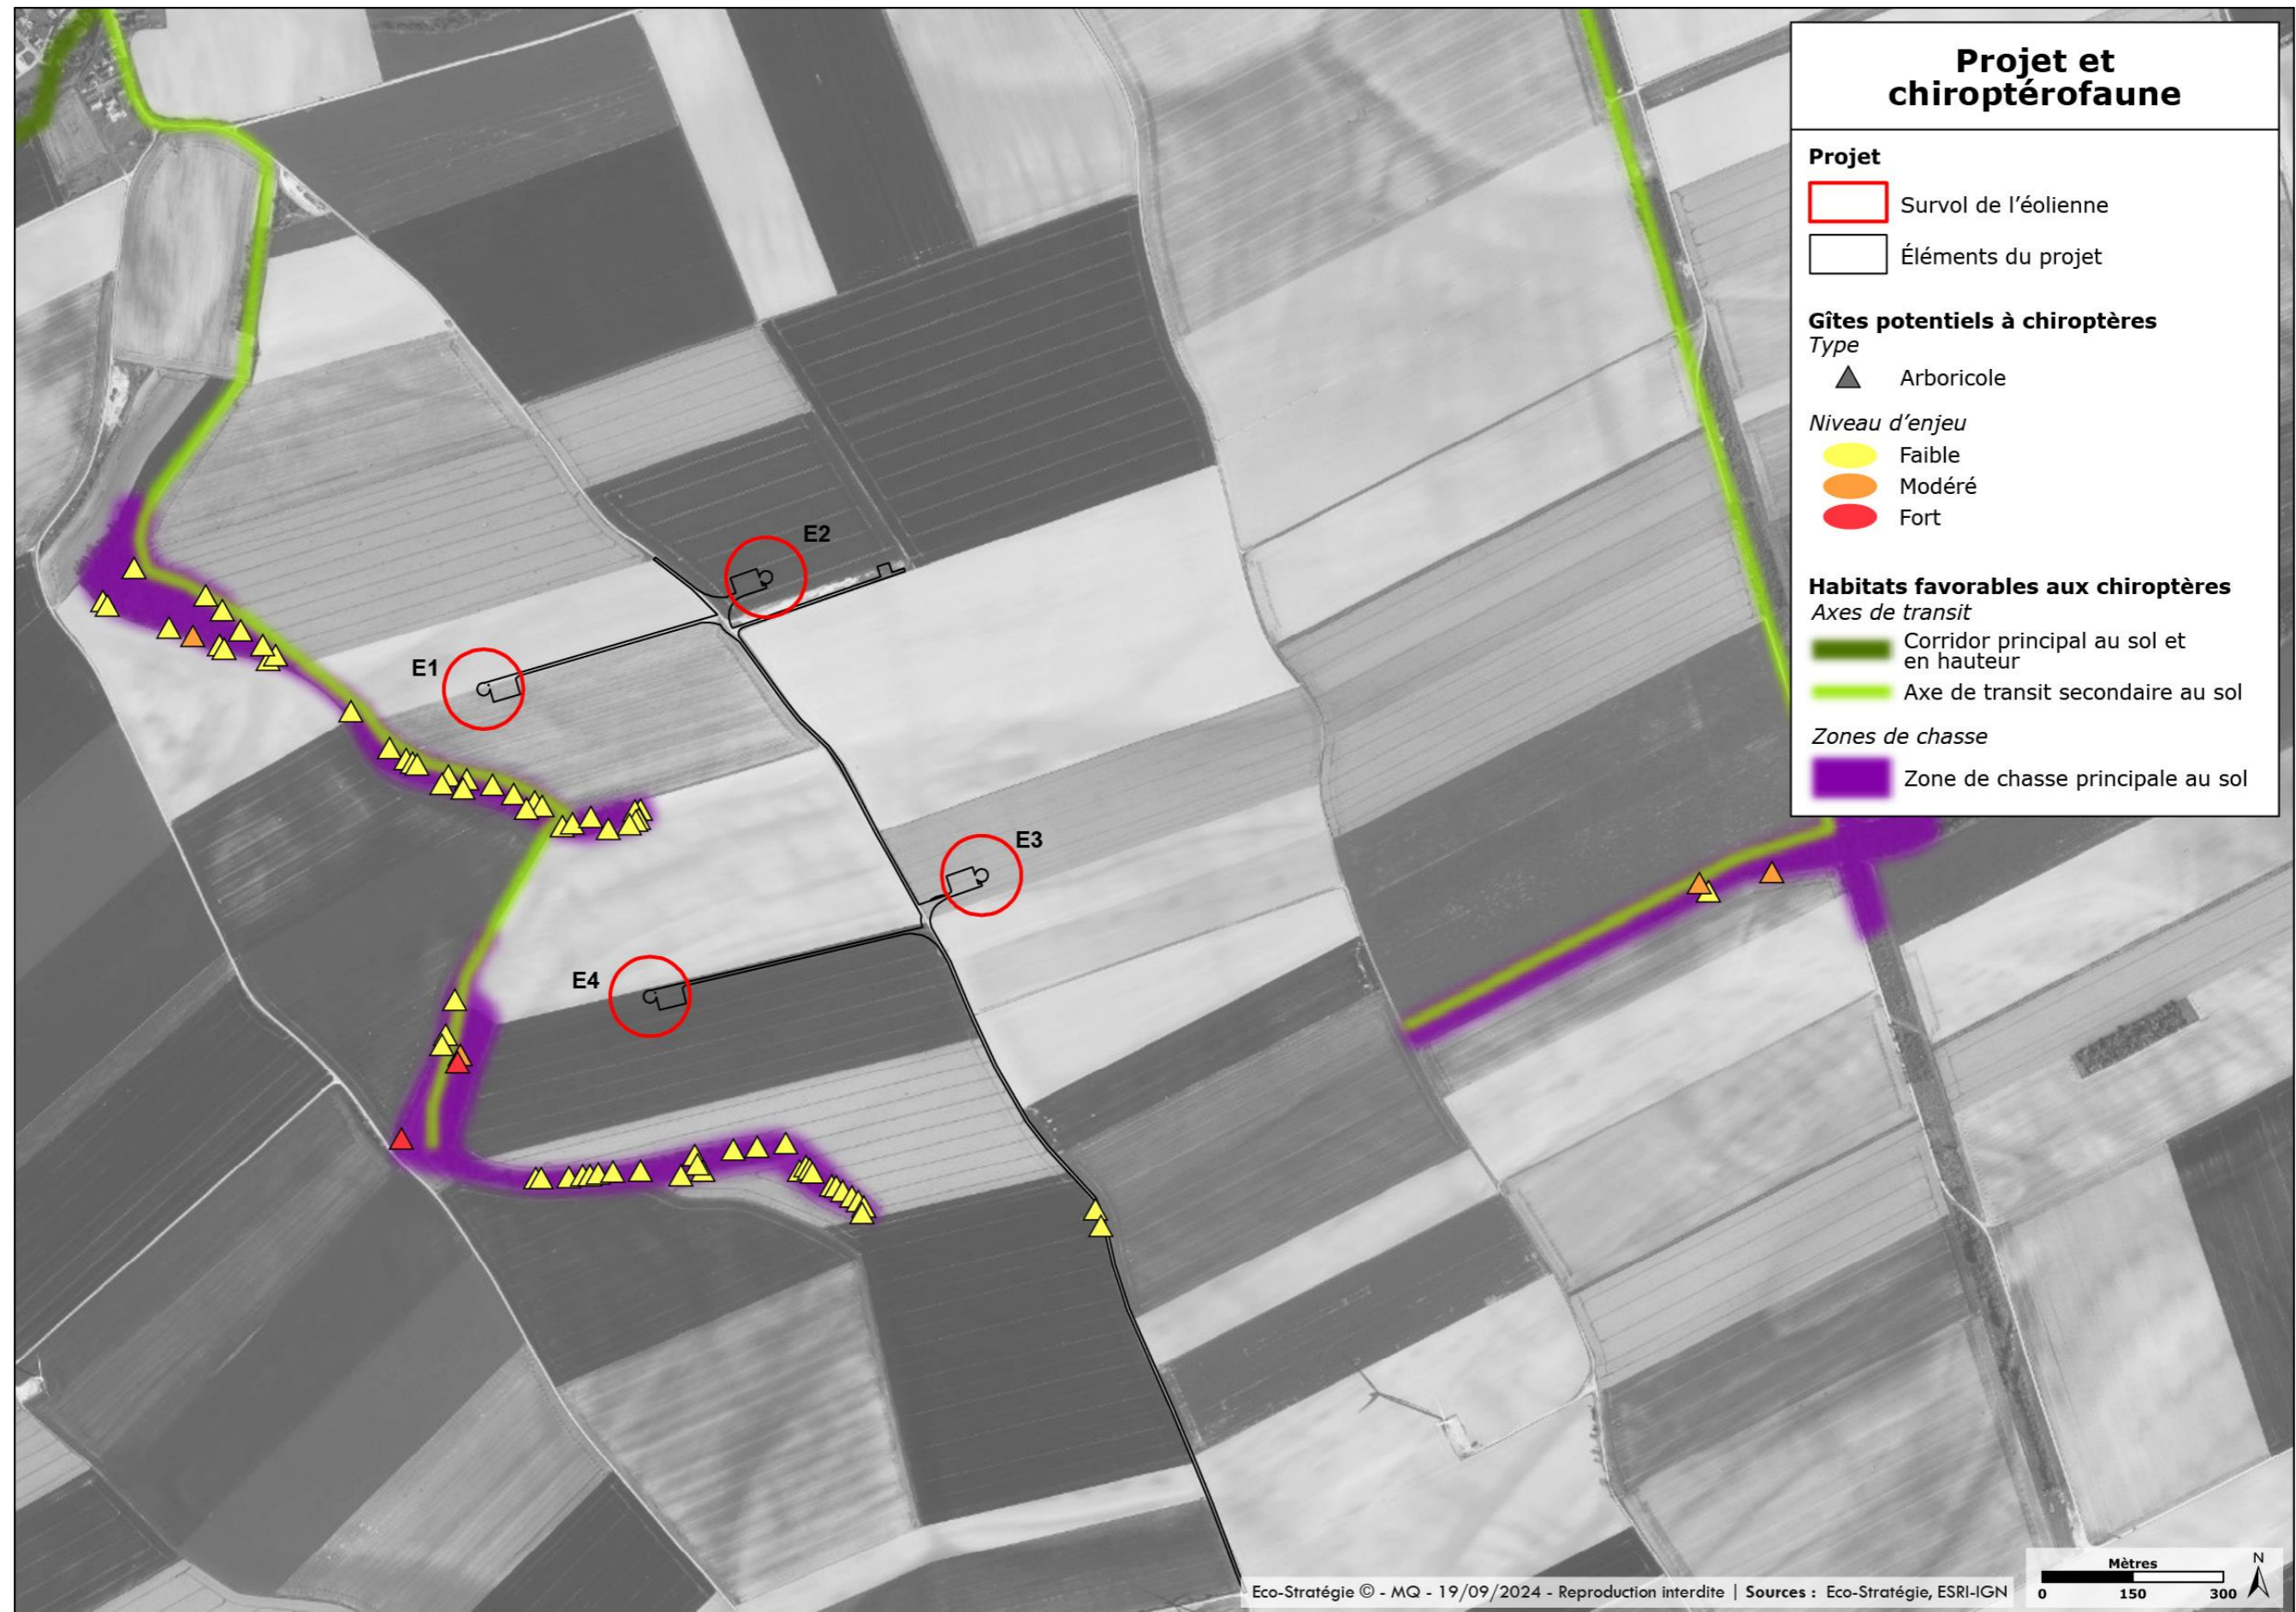 Projet et
chiroptérofaune
Projet
Survol de l’éolienne
Éléments du projet
Gîtes potentiels à chiroptères
Type
Arboricole
Niveau d’enjeu
Faible
Modéré
Fort
Habitats favorables aux chiroptères
Axes de transit
Corridor principal au sol et
en hauteur
Axe de transit secondaire au sol
Zones de chasse
Zone de chasse principale au sol
E2
E1
E3
E4
Eco-Stratégie © - MQ - 19/09/2024 - Reproduction interdite | Sources : Eco-Stratégie, ESRI-IGN
Mètres
0 150 300
N